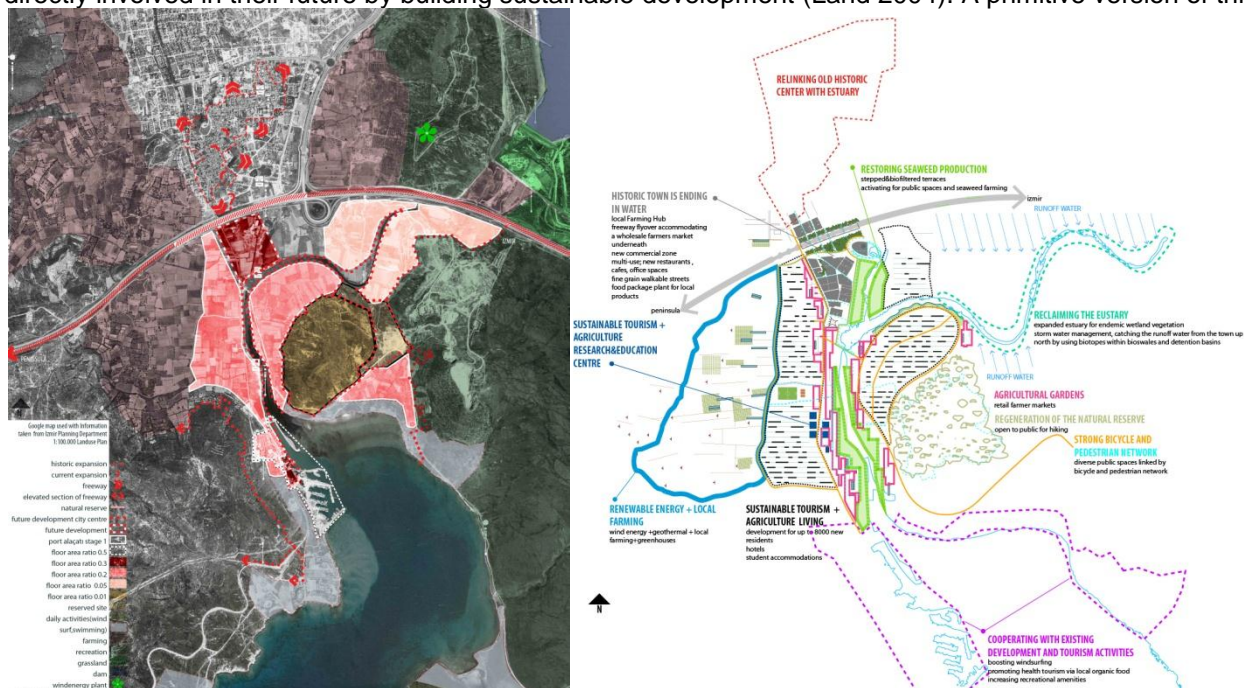 directly involved in their future by building sustainable development (Land 2004). A primitive version of
Google map used with Information
taken from Izmir Planning Department
1:100.000 Landuse Plan
historic expansion
current expansion
freeway
elevated section of freeway
natural reserve
future development city centre
future development
port alaçatı stage 1
floor area ratio 0.5
floor area ratio 0.3
floor area ratio 0.2
floor area ratio 0.05
floor area ratio 0.01
reserved site
daily activities(wind
surf,swimming)
farming
recreation
grassland
dam
windenergy plant
IZMIR
RELINKING OLD HISTORIC
CENTER WITH ESTUARY
RESTORING SEAWEED PRODUCTION
stepped&biofiltered terraces
activating for public spaces and seaweed farming
HISTORIC TOWN IS ENDING
IN WATER
local Farming Hub
freeway flyover accommodating
a wholesale farmers market
underneath
new commercial zone
multi-use; new restaurants ,
cafes, office spaces
fine grain walkable streets
food package plant for local
products
izmir
RUNOFF WATER
peninsula
SUSTAINABLE TOURISM +
AGRICULTURE
RESEARCH&EDUCATION
CENTRE
RECLAIMING THE EUSTARY
expanded estuary for endemic wetland vegetation
storm water management, catching the runoff water from the town up
north by using biotopes within bioswales and detention basins
RUNOFF WATER
AGRICULTURAL GARDENS
retail farmer markets
REGENERATION OF THE NATURAL RESERVE
open to public for hiking
STRONG BICYCLE AND
PEDESTRIAN NETWORK
diverse public spaces linked by
bicycle and pedestrian network
RENEWABLE ENERGY + LOCAL
FARMING
wind energy +geothermal + local
farming+greenhouses
SUSTAINABLE TOURISM +
AGRICULTURE LIVING
development for up to 8000 new
residents
hotels
student accommodations
N
COOPERATING WITH EXISTING
DEVELOPMENT AND TOURISM ACTIVITIES
boosting windsurfing
promoting health tourism via local organic food
increasing recreational amenities